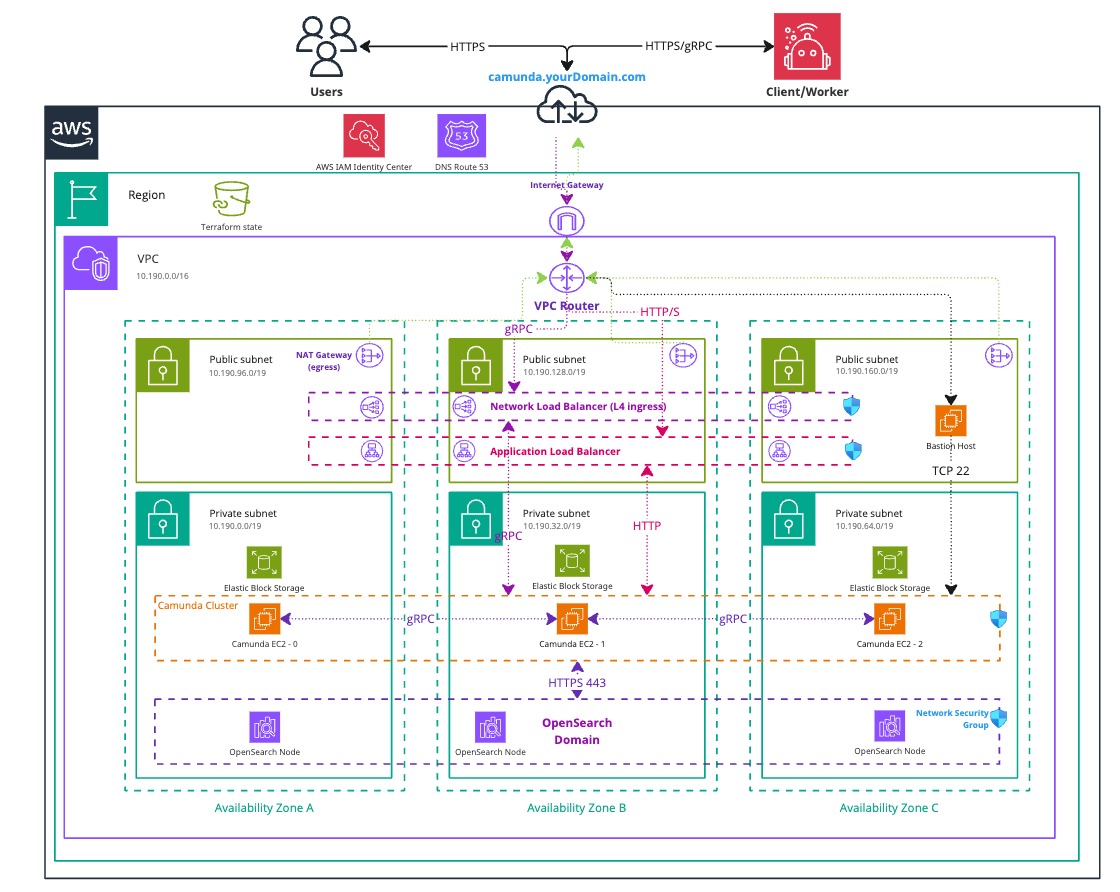 HTTPS
HTTPS/gRPC
camunda.yourDomain.com
Users
Client/Worker
aws
53
AWS IAM Identity Center
DNS Route 53
Internet Gateway
Region
Terraform state
VPC
10.190.0.0/16
VPC Router
HTTP/S
gRPC
NAT Gateway
(egress)
Public subnet
10.190.96.0/19
Public subnet
10.190.128.0/19
Public subnet
10.190.160.0/19
Network Load Balancer (L4 ingress)
Application Load Balancer
Bastion Host
TCP 22
Private subnet
10.190.0.0/19
Private subnet
10.190.32.0/19
Private subnet
10.190.64.0/19
gRPC
HTTP
Elastic Block Storage
Elastic Block Storage
Elastic Block Storage
Camunda Cluster
gRPC
gRPC
Camunda EC2 - 0
Camunda EC2 - 1
Camunda EC2 - 2
HTTPS 443
OpenSearch
Domain
Network Security
Group
OpenSearch Node
OpenSearch Node
OpenSearch Node
Availability Zone A
Availability Zone B
Availability Zone C